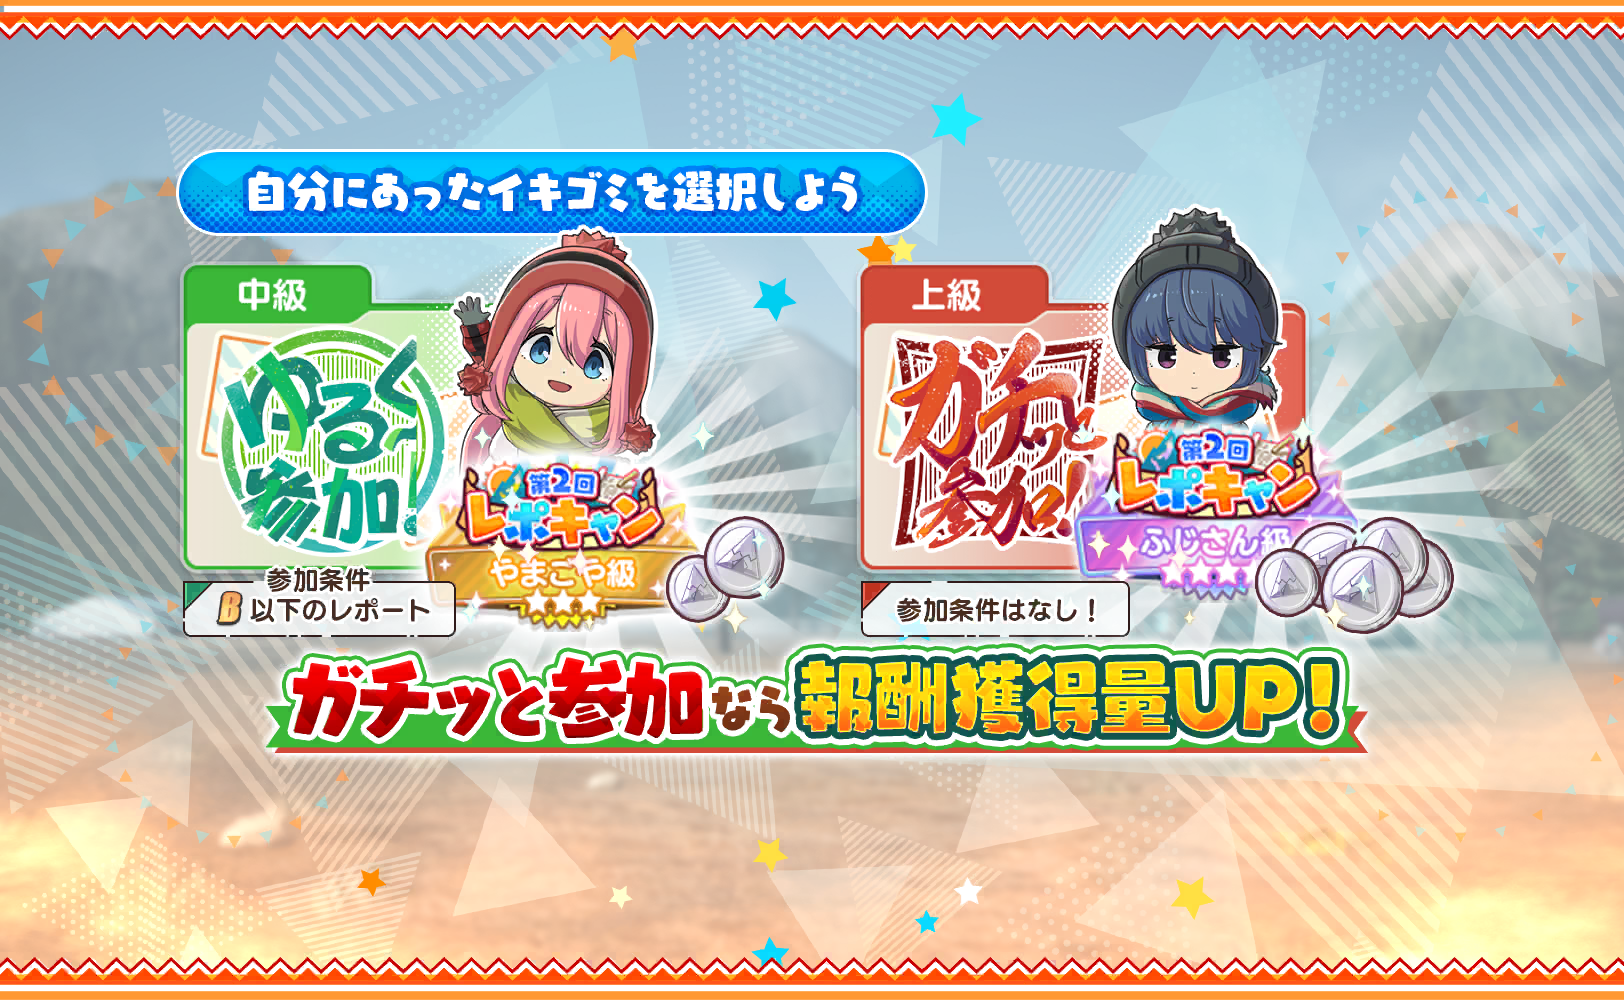 自分にあったイキゴミを選択しよう
中級
ゆるく
参加!
第2回
レポキャン
やまごや級
参加条件
B以下のレポート
上級
ガチッと
参加!
第2回
レポキャン
ふじさん級
参加条件はなし!
ガチッと参加なら報酬獲得量UP!